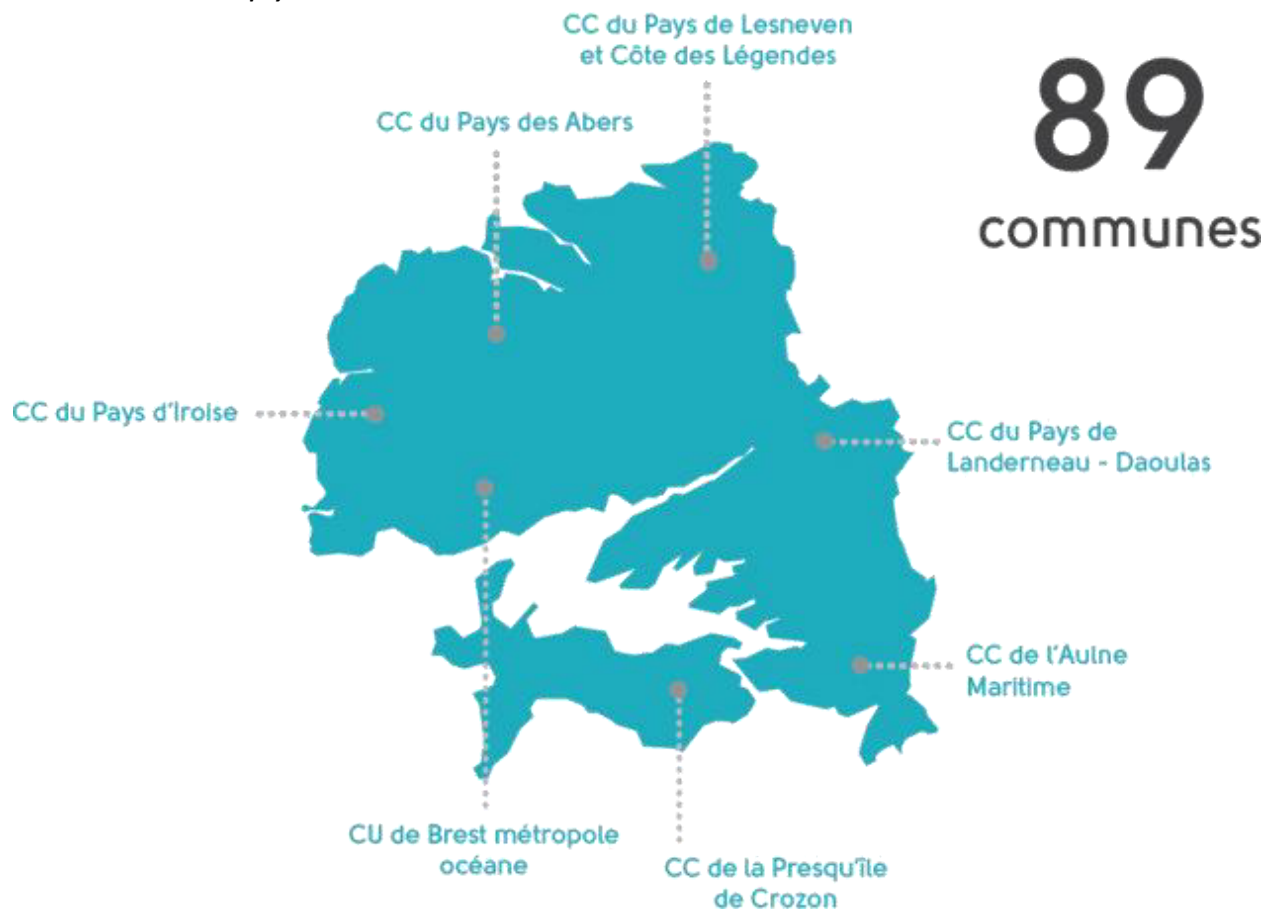 CC du Pays de Lesneven
et Côte des Légendes
89
communes
CC du Pays des Abers
CC du Pays d'Iroise
CC du Pays de
Landerneau - Daoulas
CC de l'Aulne
Maritime
CU de Brest métropole
océane
CC de la Presqu'île
de Crozon